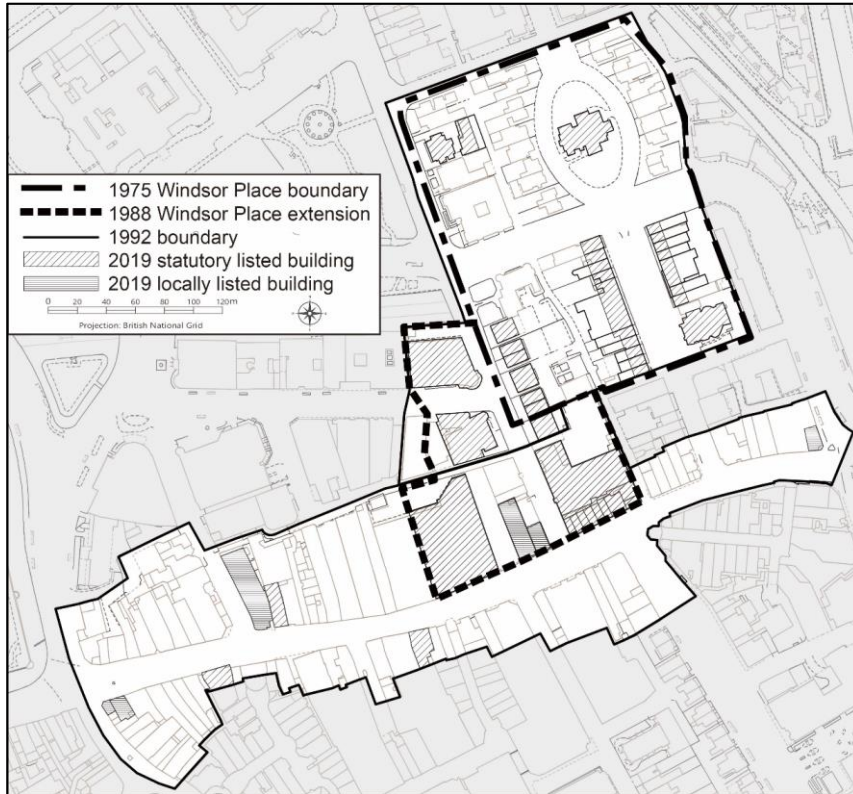 1975 Windsor Place boundary
1988 Windsor Place extension
1992 boundary
2019 statutory listed building
2019 locally listed building
0 20 40 60 80 100 120m
Projection: British National Grid